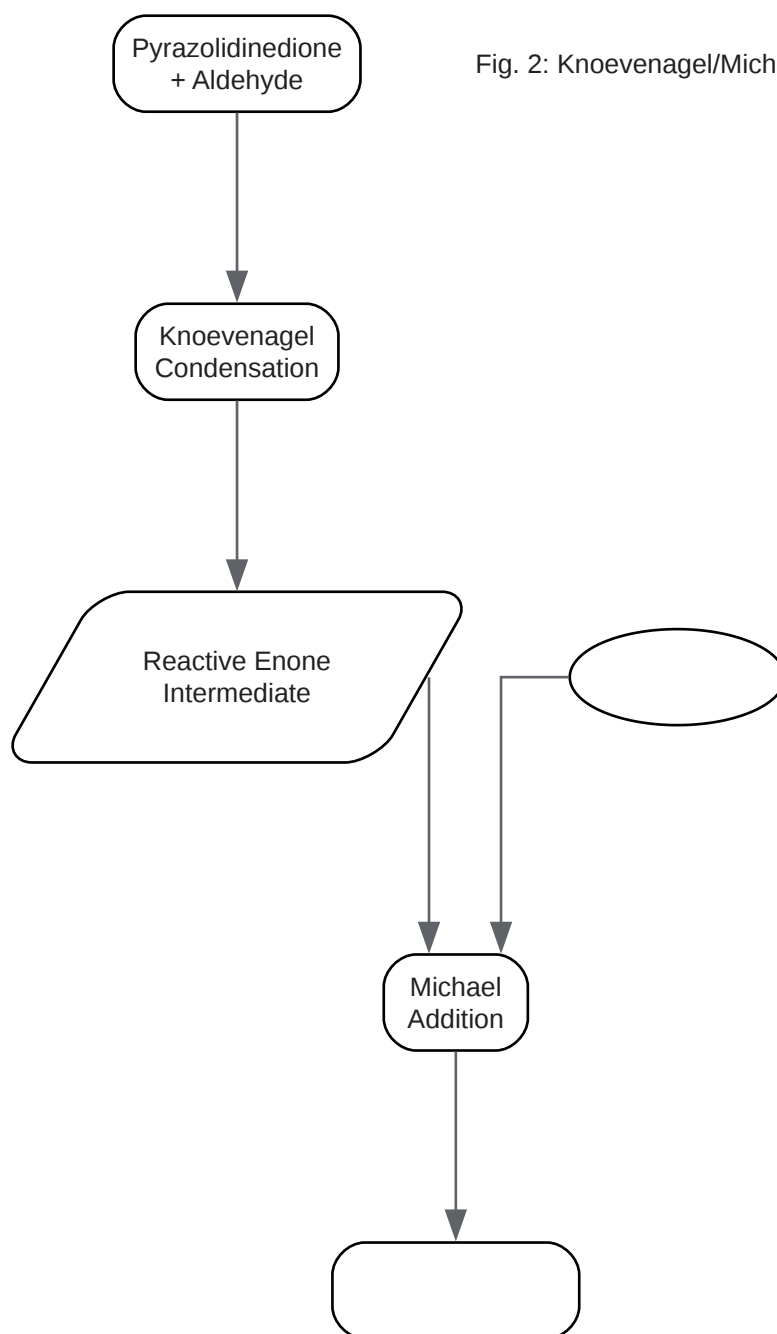 Pyrazolidinedione
+ Aldehyde
Fig. 2: Knoevenagel/Mich
Knoevenagel
Condensation
Reactive Enone
Intermediate
Michael
Addition